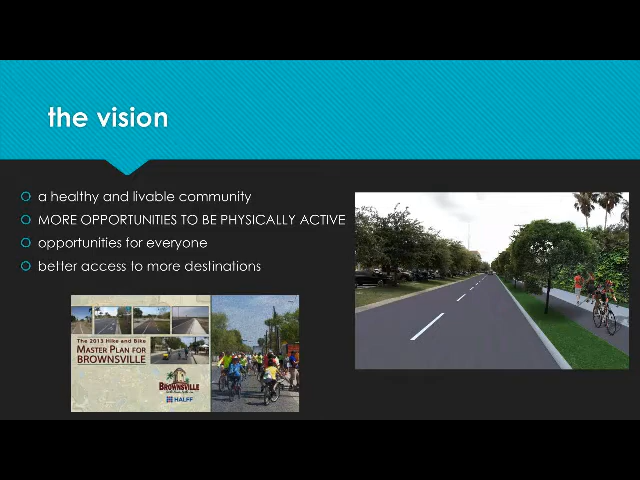 the vision
a healthy and livable community
MORE OPPORTUNITIES TO BE PHYSICALLY ACTIVE
opportunities for everyone
better access to more destinations
The 2013 Hike and Bike
MASTER PLAN FOR
BROWNSVILLE
BROWNSVILLE
HALFF